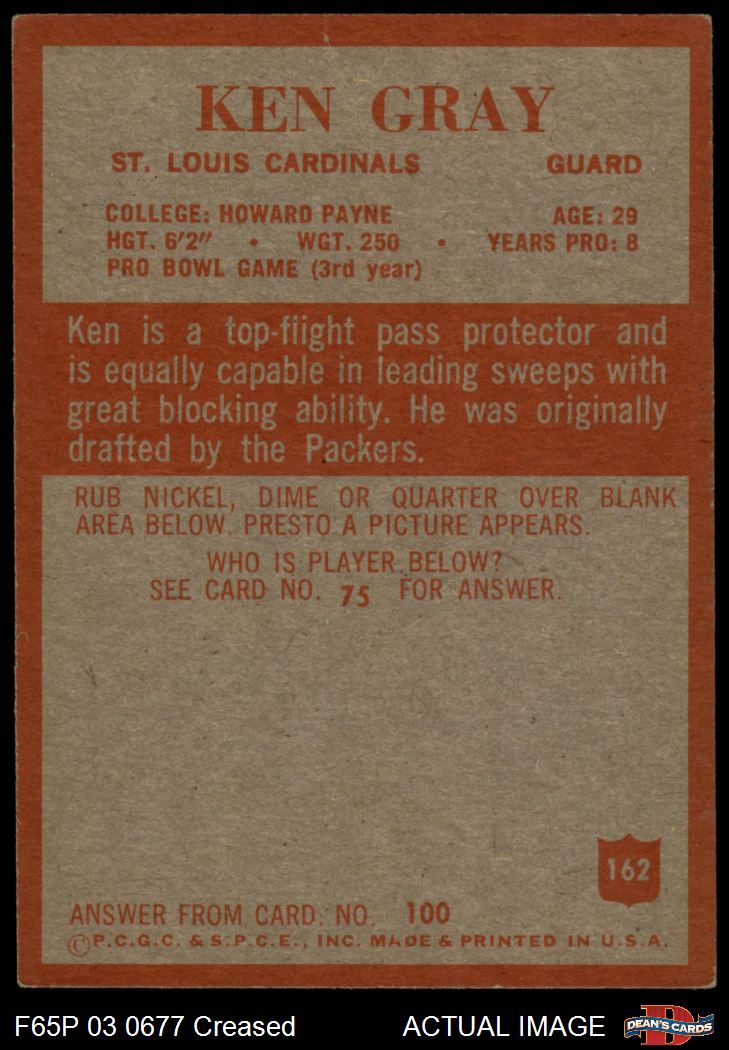 KEN GRAY
ST. LOUIS CARDINALS GUARD
COLLEGE: HOWARD PAYNE AGE: 29
HGT. 6'2" • WGT. 250 • YEARS PRO: 8
PRO BOWL GAME (3rd year)
Ken is a top-flight pass protector and
is equally capable in leading sweeps with
great blocking ability. He was originally
drafted by the Packers.
RUB NICKEL, DIME OR QUARTER OVER BLANK
AREA BELOW. PRESTO A PICTURE APPEARS.
WHO IS PLAYER BELOW?
SEE CARD NO. 75 FOR ANSWER.
162
ANSWER FROM CARD. NO. 100
©P.C.G.C. & S.P.C.E., INC. MADE & PRINTED IN U.S.A.
F65P 03 0677 Creased ACTUAL IMAGE
D
DEAN'S CARDS